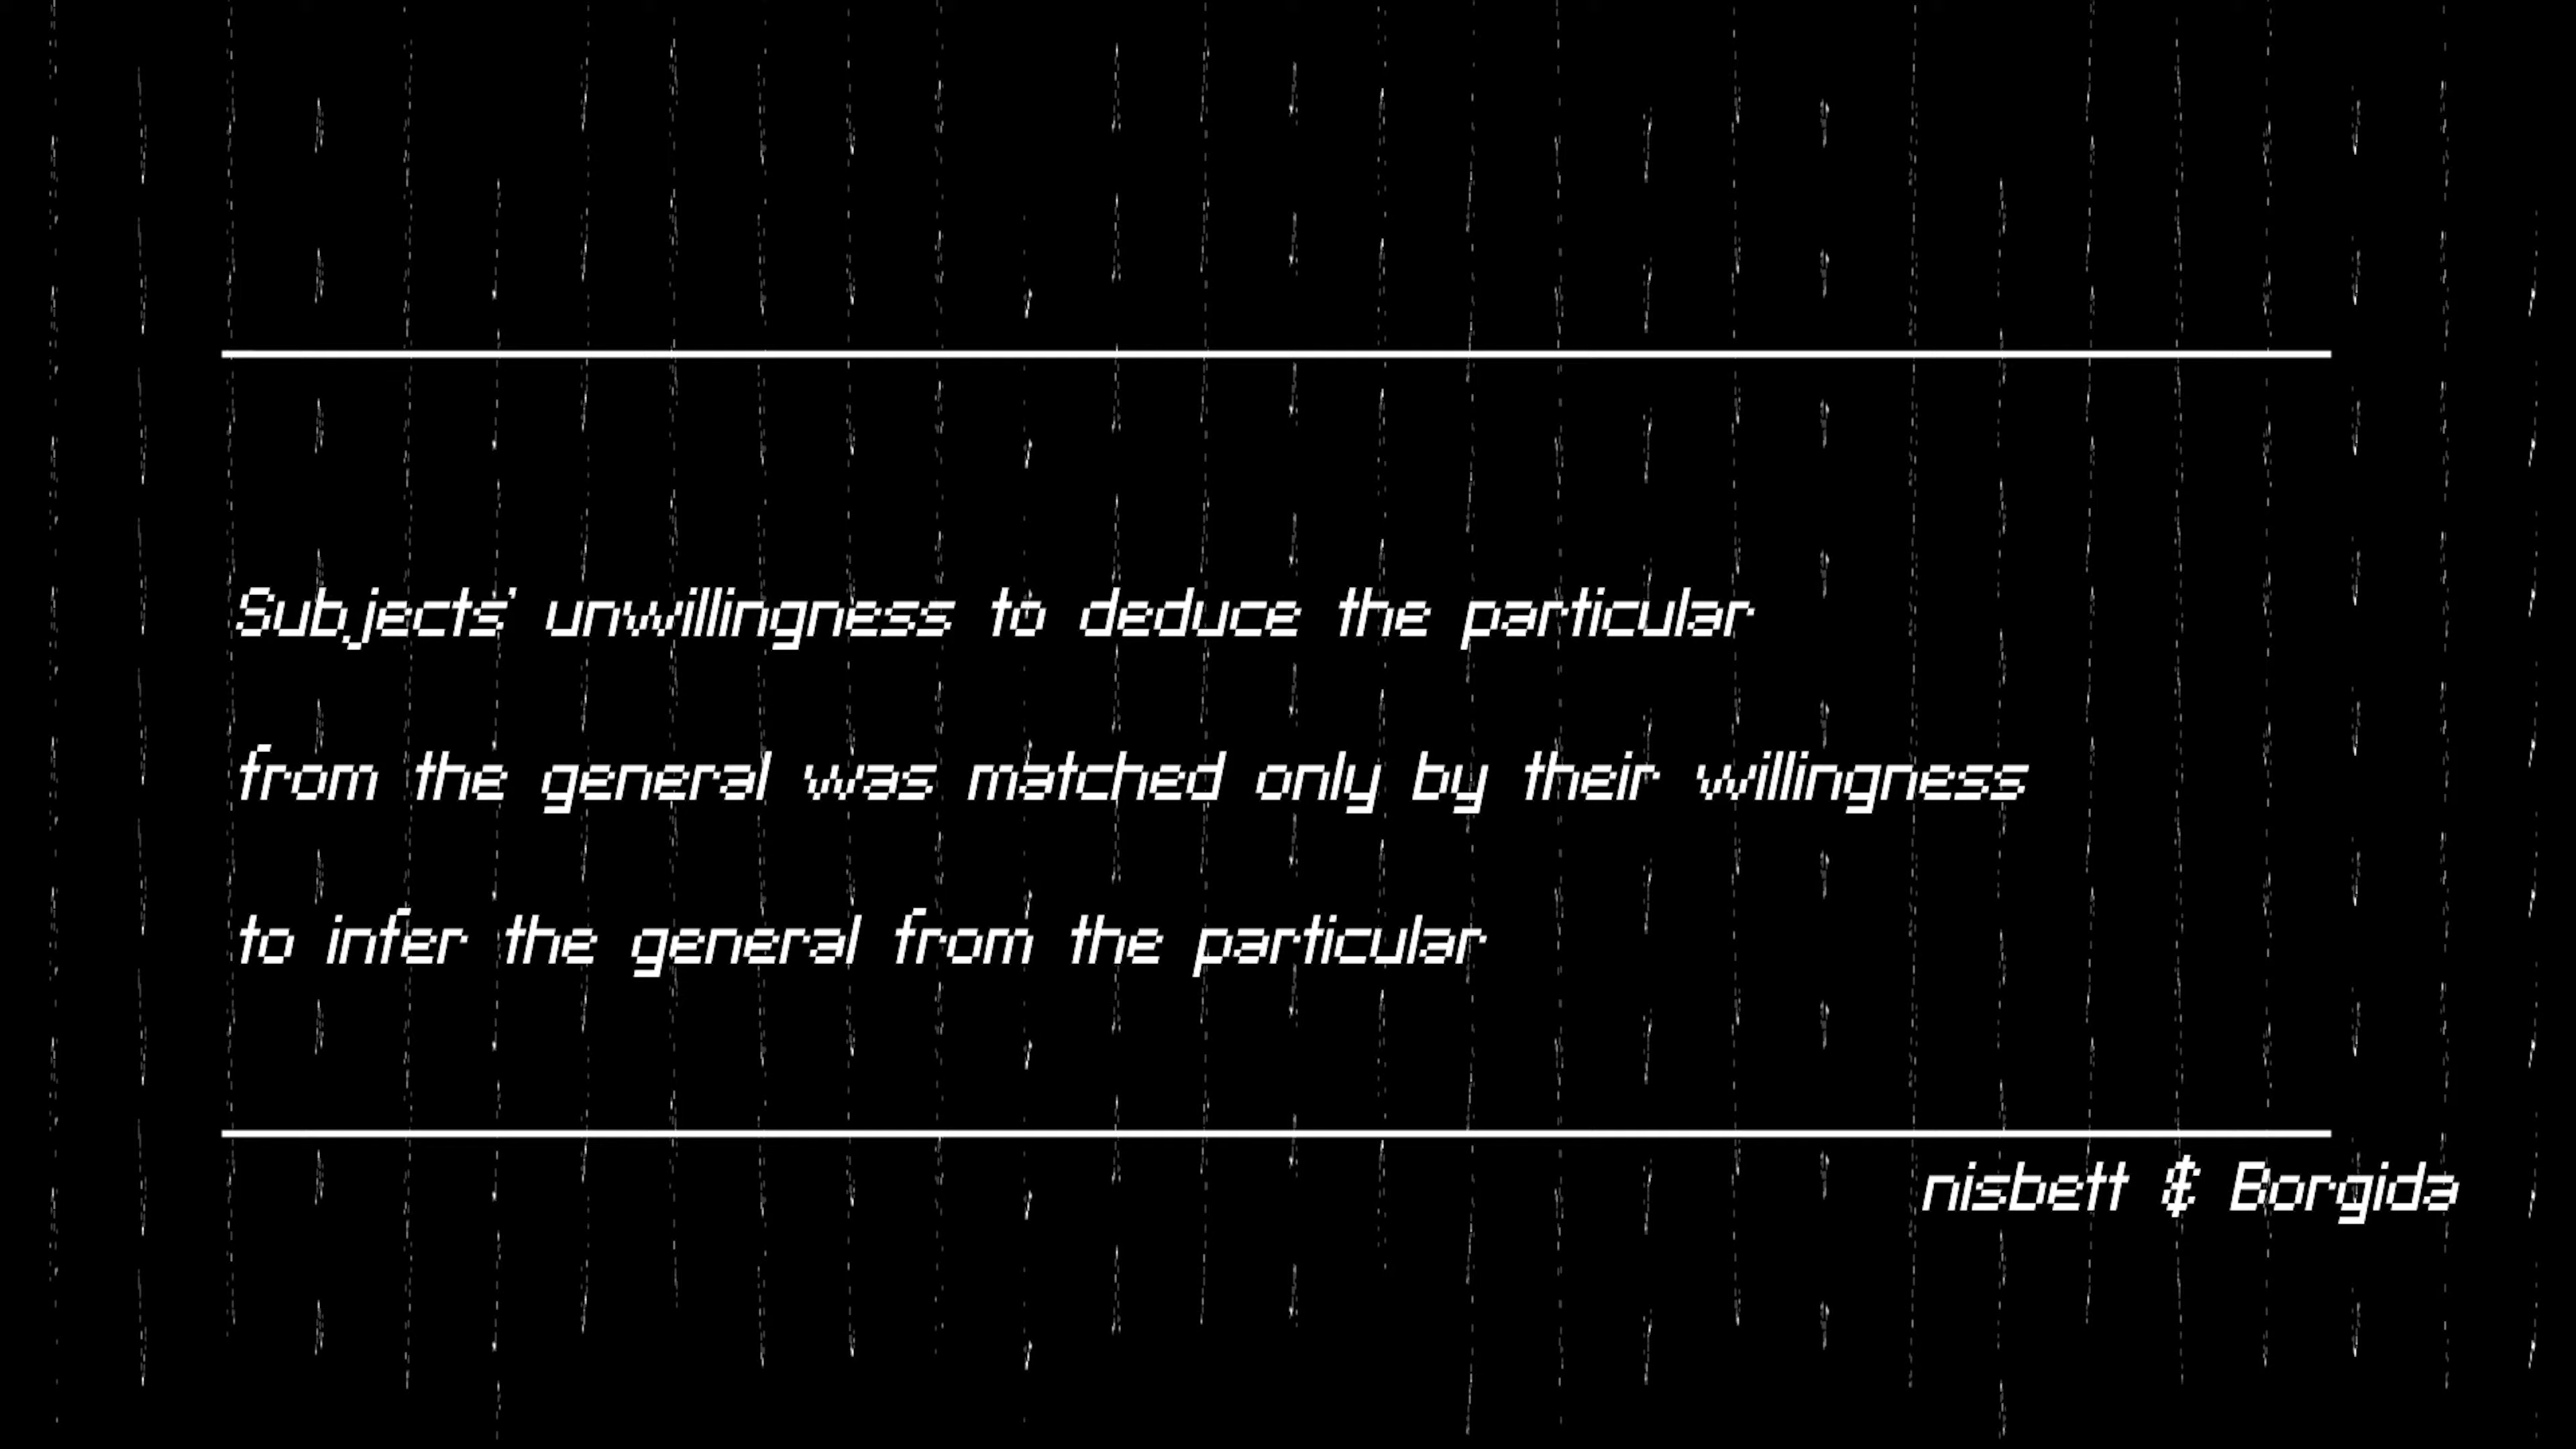 Subjects' unwillingness to deduce the particular
from the general was matched only by their willingness
to infer the general from the particular
nisbett & Borgida